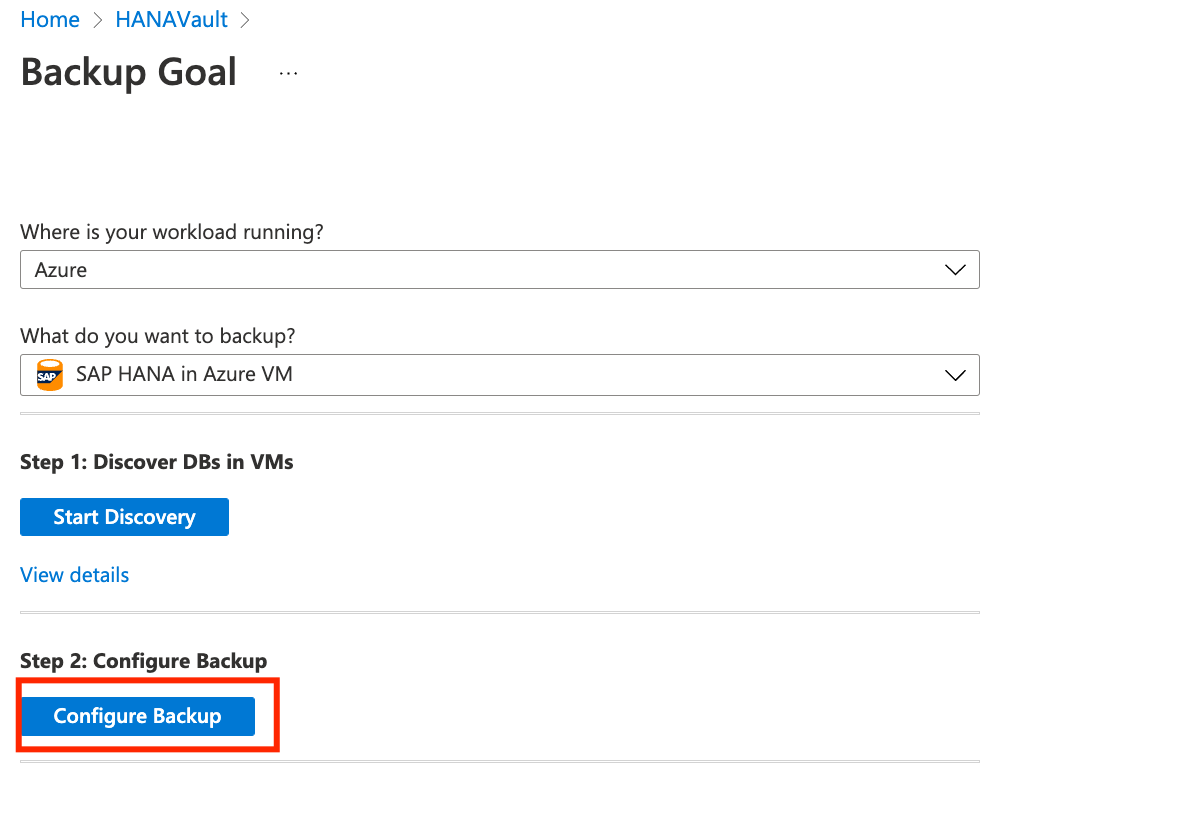 Home > HANAVault >
Backup Goal ...
Where is your workload running?
Azure
What do you want to backup?
SAP SAP HANA in Azure VM
Step 1: Discover DBs in VMs
Start Discovery
View details
Step 2: Configure Backup
Configure Backup